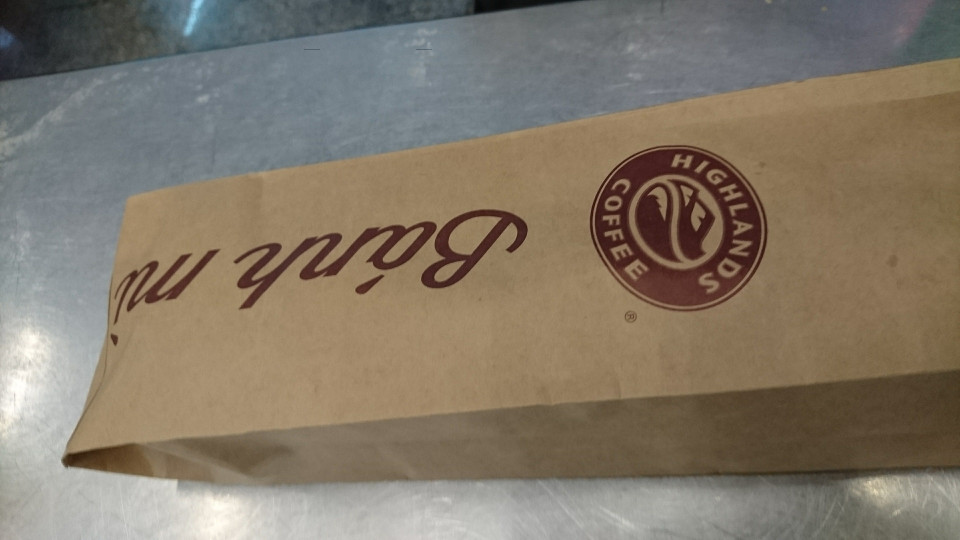 HIGHLANDS
COFFEE
®
Bánh mì